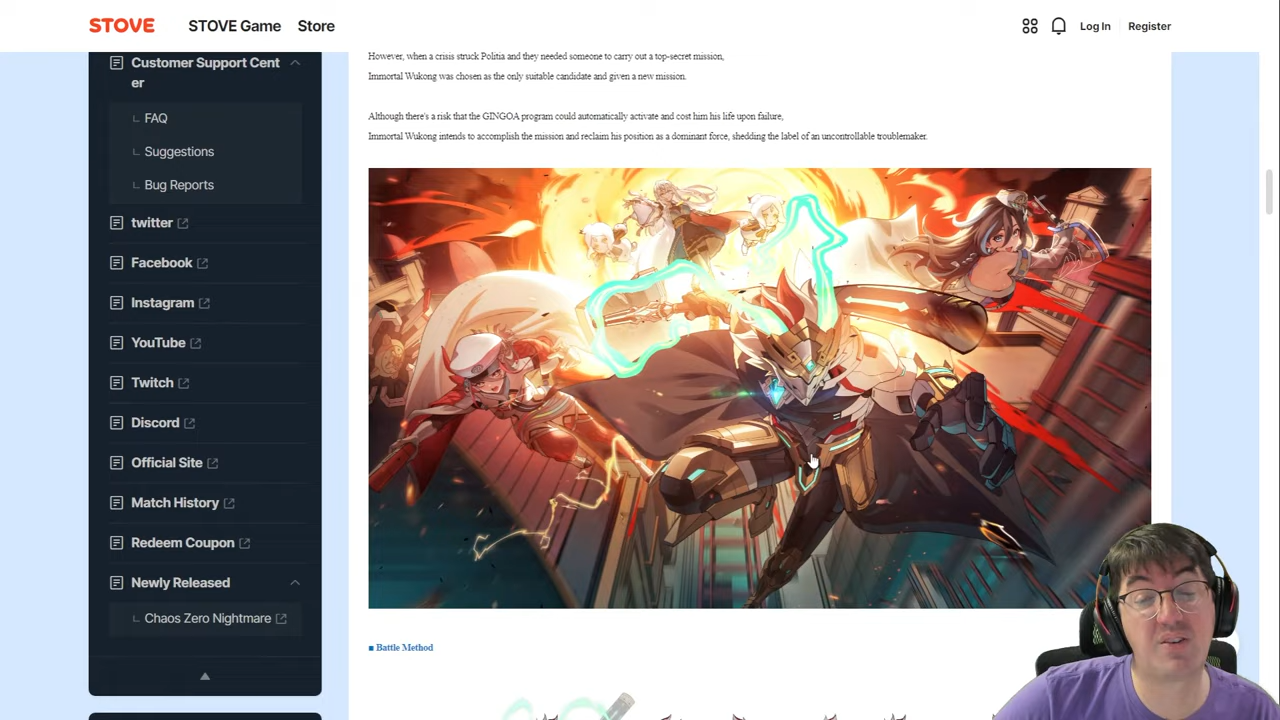 STOVE
STOVE Game
Store
Log In
Register
Customer Support Cent
er
FAQ
Suggestions
Bug Reports
twitter
Facebook
Instagram
YouTube
Twitch
Discord
Official Site
Match History
Redeem Coupon
Newly Released
Chaos Zero Nightmare
However, when a crisis struck Politia and they needed someone to carry out a top-secret mission,
Immortal Wukong was chosen as the only suitable candidate and given a new mission.
Although there's a risk that the GINGOA program could automatically activate and cost him his life upon failure,
Immortal Wukong intends to accomplish the mission and reclaim his position as a dominant force, shedding the label of an uncontrollable troublemaker.
■ Battle Method